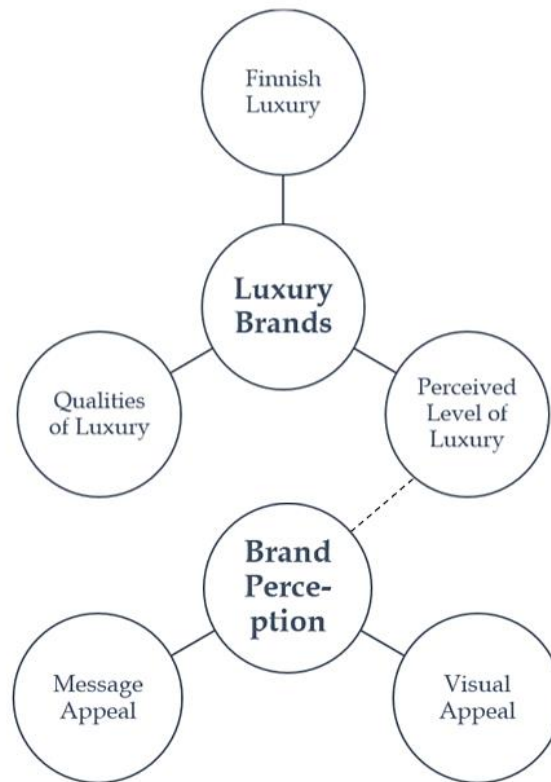 Finnish
Luxury
Luxury
Brands
Qualities
of Luxury
Perceived
Level of
Luxury
Brand
Perce-
ption
Message
Appeal
Visual
Appeal